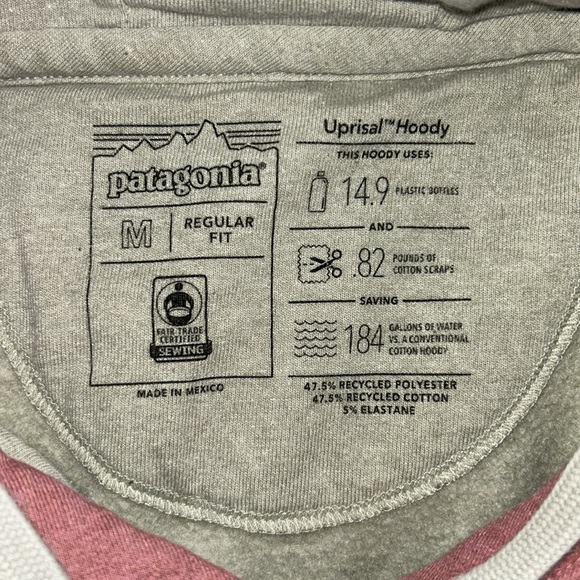 patagonia®
M
REGULAR
FIT
FAIR TRADE
CERTIFIED
SEWING
MADE IN MEXICO
Uprisal™ Hoody
THIS HOODY USES:
14.9 PLASTIC BOTTLES
AND
.82 POUNDS OF
COTTON SCRAPS
SAVING
184 GALLONS OF WATER
VS. A CONVENTIONAL
COTTON HOODY
47.5% RECYCLED POLYESTER
47.5% RECYCLED COTTON
5% ELASTANE